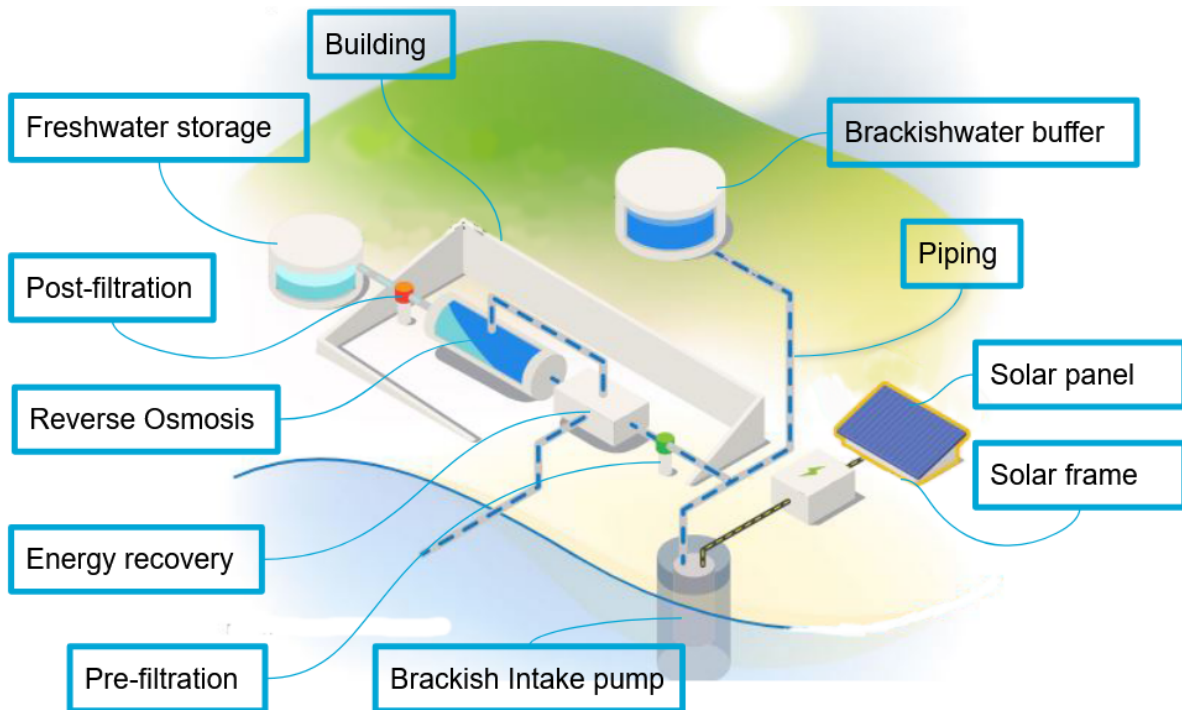 Building
Freshwater storage
Brackishwater buffer
Piping
Post-filtration
Solar panel
Reverse Osmosis
Solar frame
Energy recovery
Pre-filtration
Brackish Intake pump